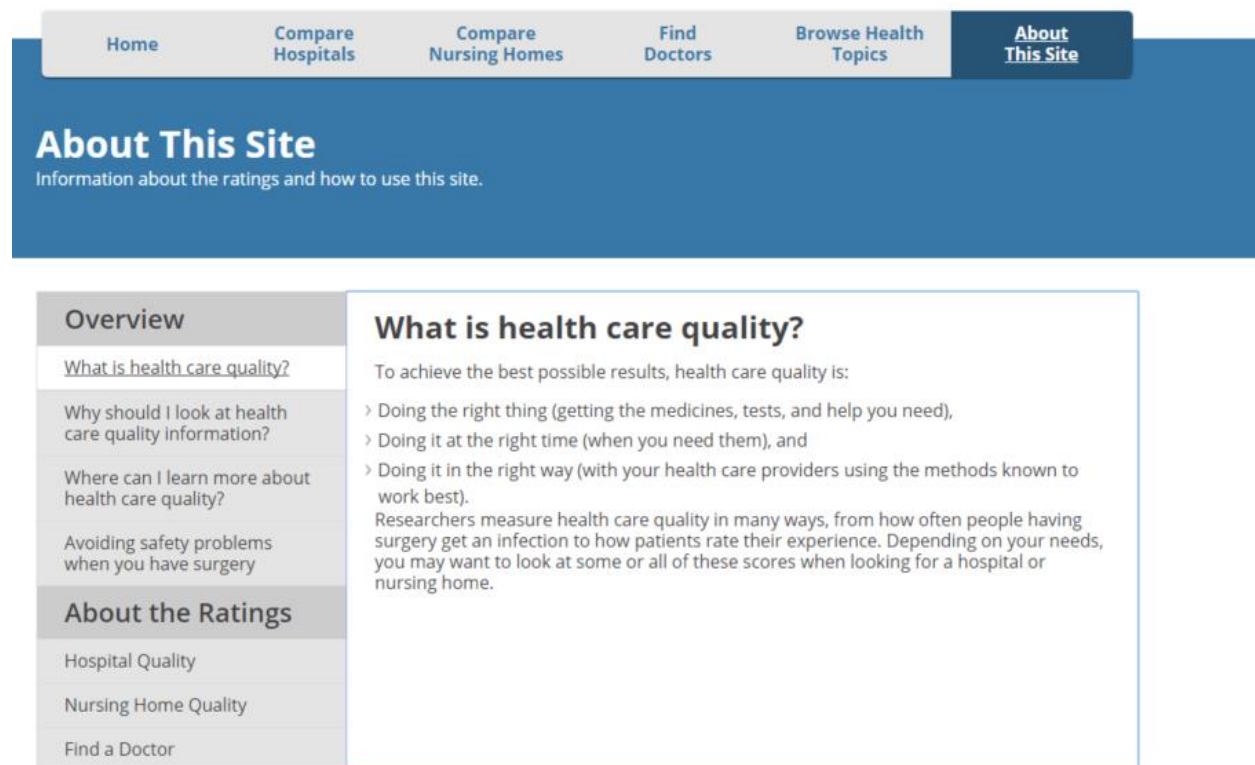 Home
Compare
Hospitals
Compare
Nursing Homes
Find
Doctors
Browse Health
Topics
About
This Site
About This Site
Information about the ratings and how to use this site.
Overview
What is health care quality?
Why should I look at health
care quality information?
Where can I learn more about
health care quality?
Avoiding safety problems
when you have surgery
About the Ratings
Hospital Quality
Nursing Home Quality
Find a Doctor
What is health care quality?
To achieve the best possible results, health care quality is:
› Doing the right thing (getting the medicines, tests, and help you need),
› Doing it at the right time (when you need them), and
› Doing it in the right way (with your health care providers using the methods known to
work best).
Researchers measure health care quality in many ways, from how often people having
surgery get an infection to how patients rate their experience. Depending on your needs,
you may want to look at some or all of these scores when looking for a hospital or
nursing home.